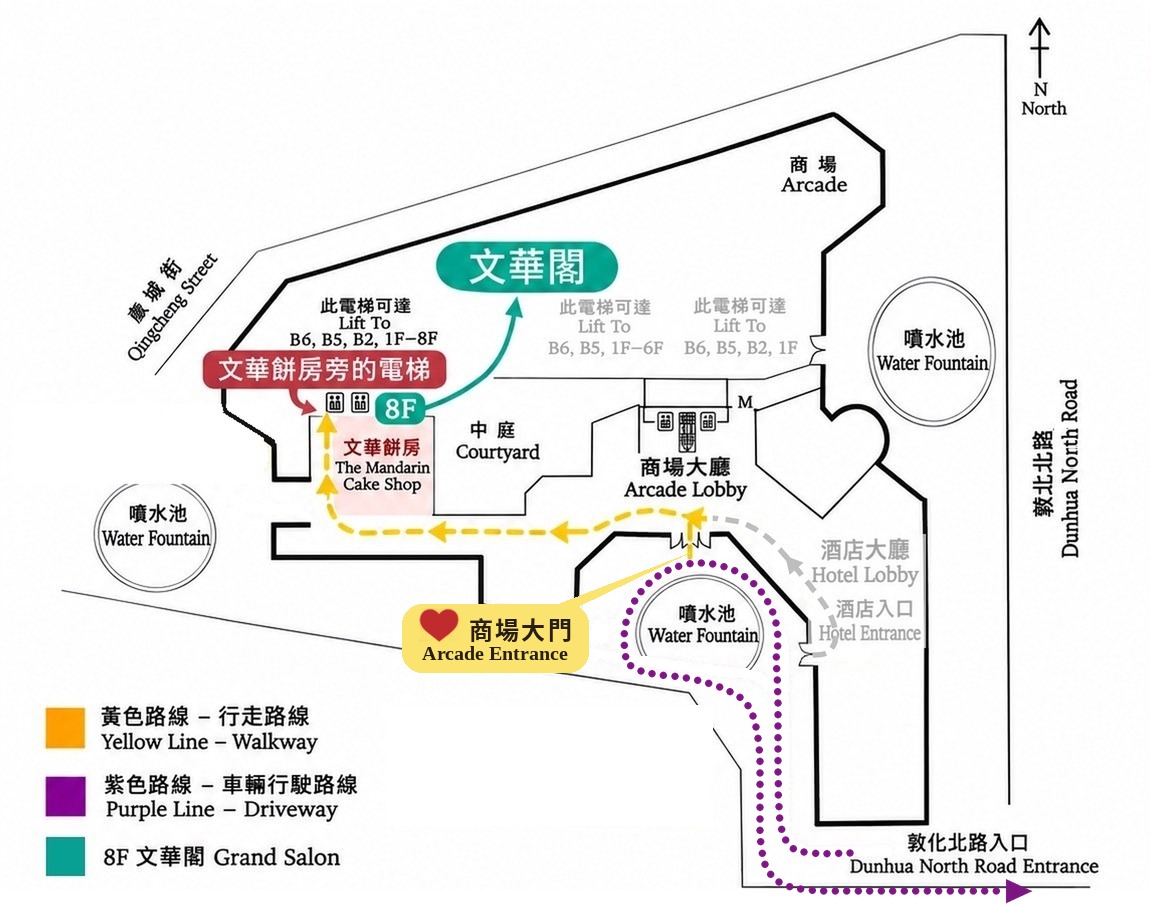 N
North
商場
Arcade
城街
Qingcheng Street
文華閣
此電梯可達
Lift To
B6, B5, B2, 1F–8F
此電梯可達
Lift To
B6, B5, 1F–6F
此電梯可達
Lift To
B6, B5, B2, 1F
噴水池
Water Fountain
文華餅房旁的電梯
8F
M
中庭
Courtyard
文華餅房
The Mandarin
Cake Shop
商場大廳
Arcade Lobby
敦北北路
Dunhua North Road
噴水池
Water Fountain
酒店大廳
Hotel Lobby
酒店入口
Hotel Entrance
噴水池
Water Fountain
商場大門
Arcade Entrance
黃色路線 – 行走路線
Yellow Line – Walkway
紫色路線 – 車輛行駛路線
Purple Line – Driveway
8F 文華閣 Grand Salon
敦化北路入口
Dunhua North Road Entrance